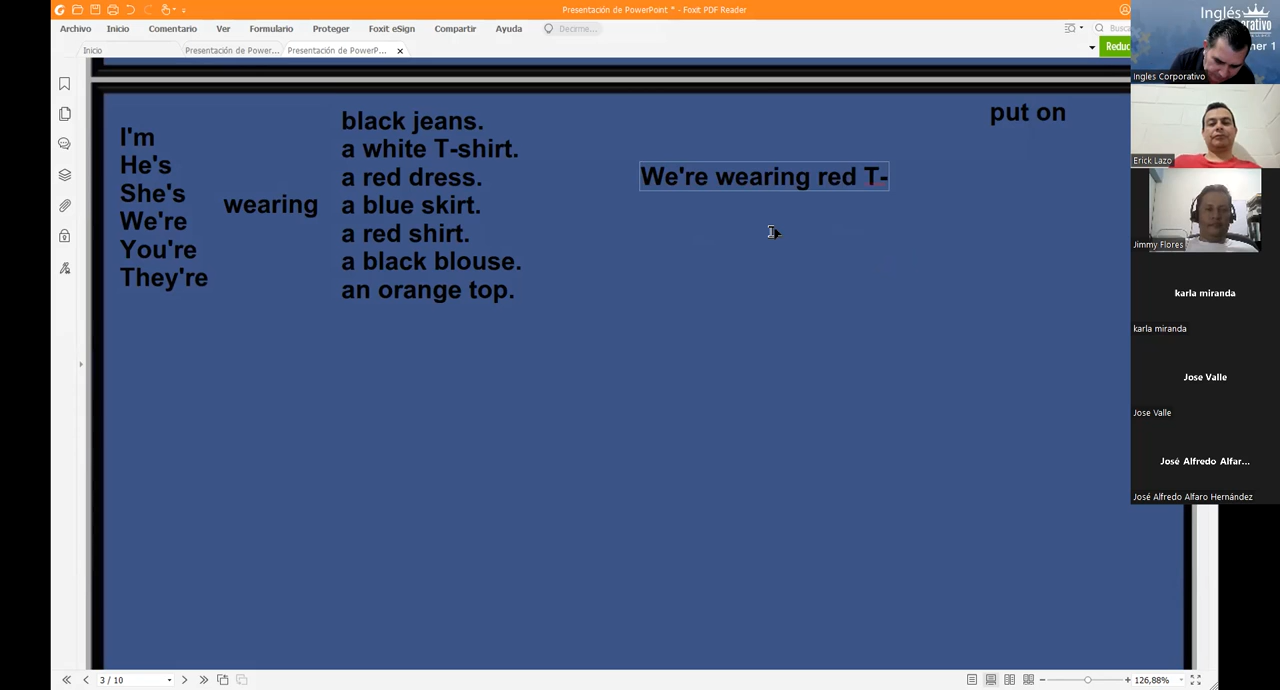 Presentación de PowerPoint * - Foxit PDF Reader
Archivo Inicio Comentario Ver Formulario Proteger Foxit eSign Compartir Ayuda Decirme...
Inicio Presentación de Power... Presentación de PowerP...
Reduc
put on
I'm
He's
She's
We're
You're
They're
wearing
black jeans.
a white T-shirt.
a red dress.
a blue skirt.
a red shirt.
a black blouse.
an orange top.
We're wearing red T-
Inglés
Ingles Corporativo
Erick Lazo
Jimmy Flores
karla miranda
karla miranda
Jose Valle
Jose Valle
José Alfredo Alfar...
José Alfredo Alfaro Hernández
3 / 10
126,88%